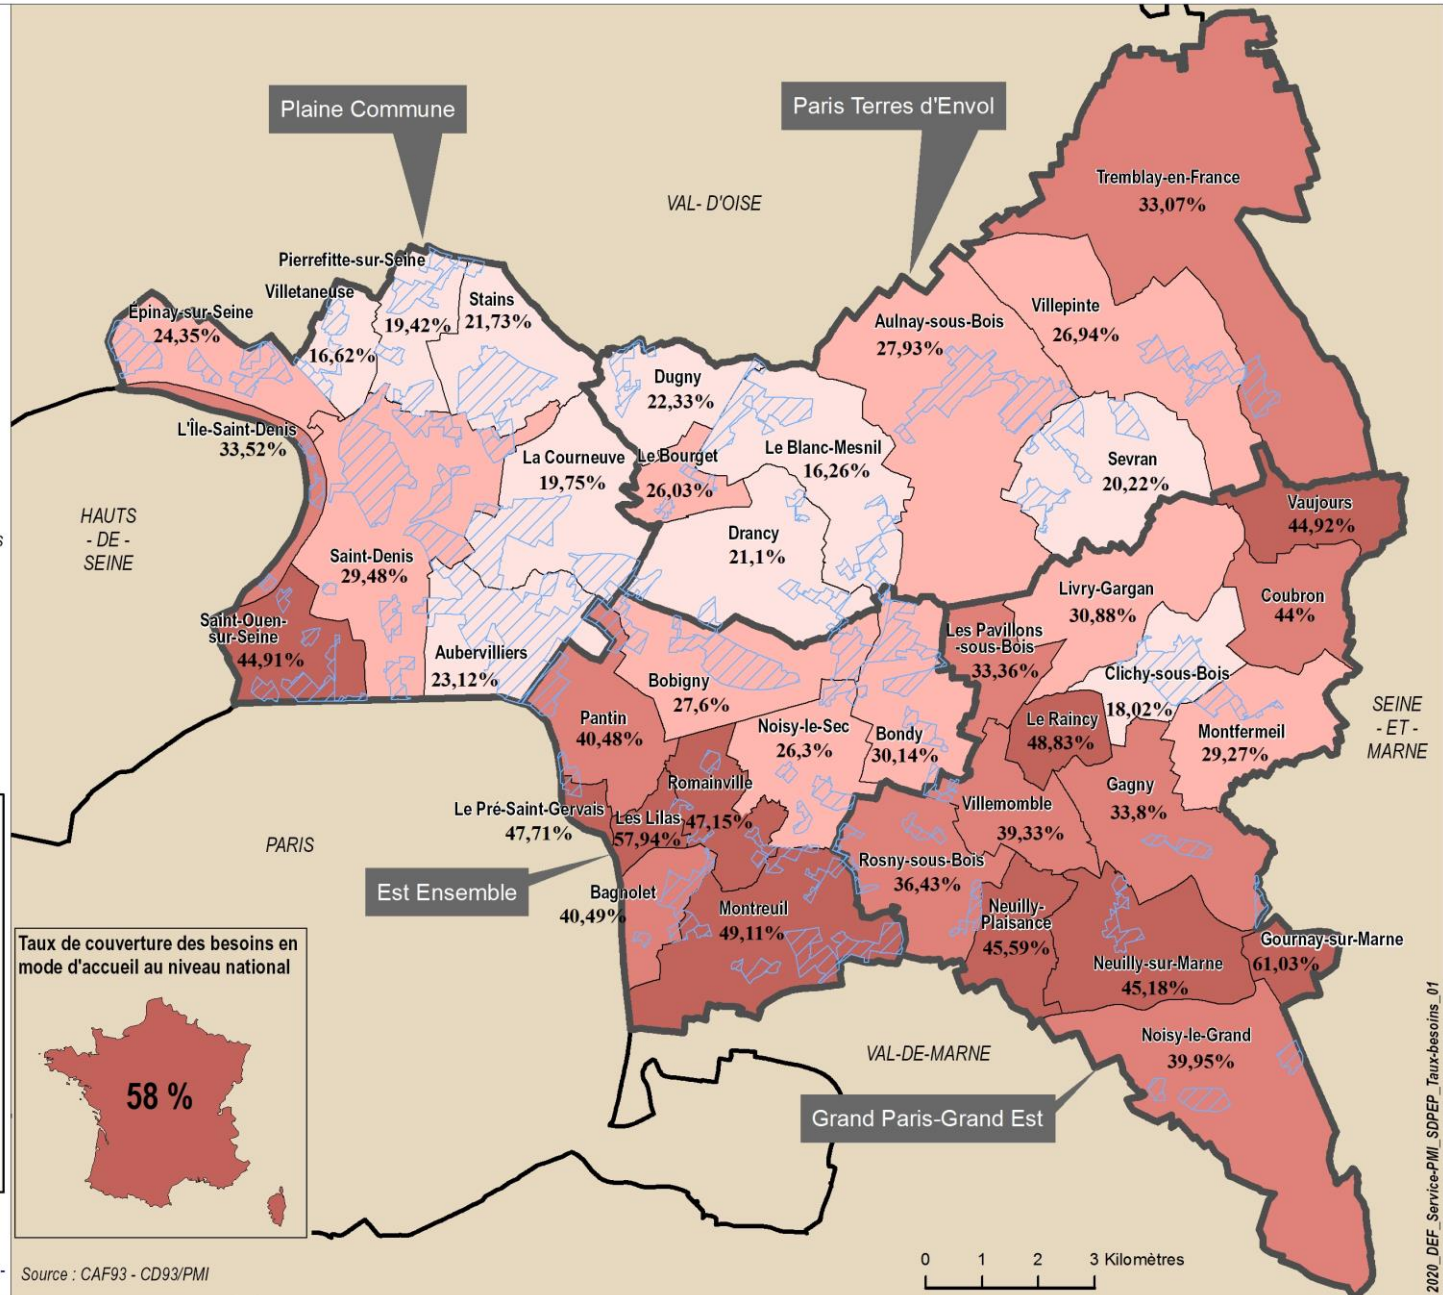 Plaine Commune
Paris Terres d'Envol
VAL- D'OISE
Tremblay-en-France
33,07%
Pierrefitte-sur-Seine
19,42%
Villetaneuse
16,62%
Stains
21,73%
Épinay-sur-Seine
24,35%
Aulnay-sous-Bois
27,93%
Villepinte
26,94%
Dugny
22,33%
L'Île-Saint-Denis
33,52%
La Courneuve
19,75%
Le Bourget
26,03%
Le Blanc-Mesnil
16,26%
Sevran
20,22%
Vaujours
44,92%
HAUTS
- DE -
SEINE
Saint-Denis
29,48%
Drancy
21,1%
Livry-Gargan
30,88%
Coubron
44%
Saint-Ouen-
sur-Seine
44,91%
Aubervilliers
23,12%
Les Pavillons
-sous-Bois
33,36%
Clichy-sous-Bois
18,02%
Bobigny
27,6%
Pantin
40,48%
Noisy-le-Sec
26,3%
Bondy
30,14%
Le Raincy
48,83%
Montfermeil
29,27%
SEINE
- ET -
MARNE
Romainville
47,15%
Gagny
33,8%
Le Pré-Saint-Gervais
47,71%
Les Lilas
57,94%
Villemomble
39,33%
PARIS
Est Ensemble
Bagnolet
40,49%
Rosny-sous-Bois
36,43%
Montreuil
49,11%
Neuilly-
Plaisance
45,59%
Neuilly-sur-Marne
45,18%
Gournay-sur-Marne
61,03%
Noisy-le-Grand
39,95%
VAL-DE-MARNE
Grand Paris-Grand Est
Taux de couverture des besoins en
mode d'accueil au niveau national
58 %
0 1 2 3 Kilomètres
Source : CAF93 - CD93/PMI
2020_DEF_Service-PMI_SDPEP_Taux-besoins_01